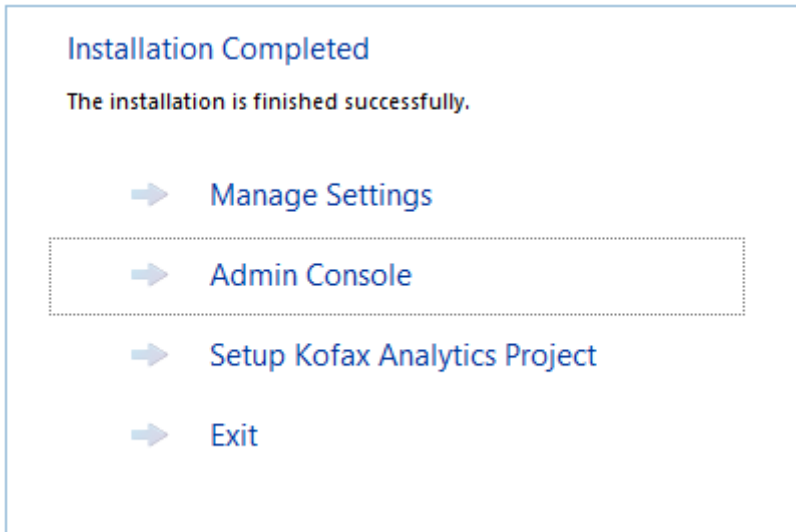 Installation Completed
The installation is finished successfully.
Manage Settings
Admin Console
Setup Kofax Analytics Project
Exit